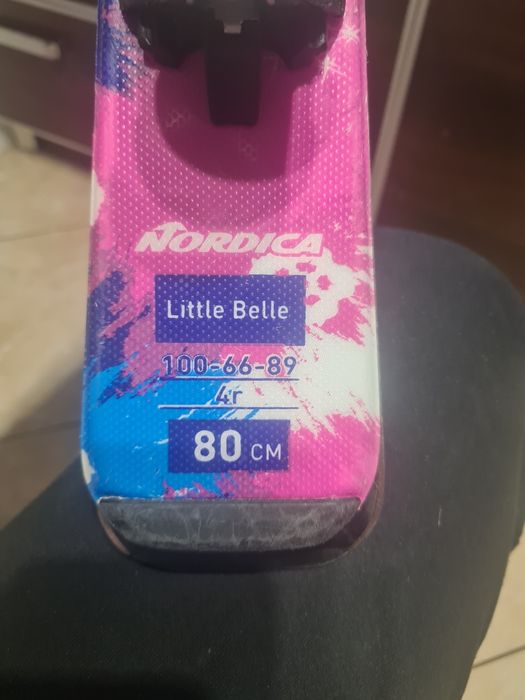 NORDICA
Little Belle
100-66-89
4r
80 CM